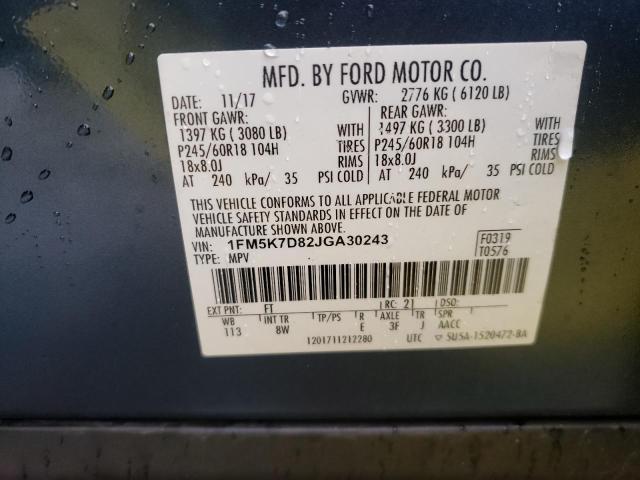 MFD. BY FORD MOTOR CO.
DATE: 11/17 GVWR: 2776 KG ( 6120 LB)
FRONT GAWR: REAR GAWR:
1397 KG ( 3080 LB) WITH 1497 KG ( 3300 LB) WITH
P245/60R18 104H TIRES P245/60R18 104H TIRES
18x8.0J RIMS 18x8.0J RIMS
AT 240 kPa/ 35 PSI COLD AT 240 kPa/ 35 PSI COLD
THIS VEHICLE CONFORMS TO ALL APPLICABLE FEDERAL MOTOR
VEHICLE SAFETY STANDARDS IN EFFECT ON THE DATE OF MANUFACTURE
SHOWN ABOVE.
VIN: 1FM5K7D82JGA30243 F0319
TYPE: MPV T0576
EXT PNT: FT RC: 21 DSO:
WB INT TR TP/PS R AXLE TR SPR
113 8W E 3F J AACC
1201711212280 UTC ▽ 5U5A-1520472-BA